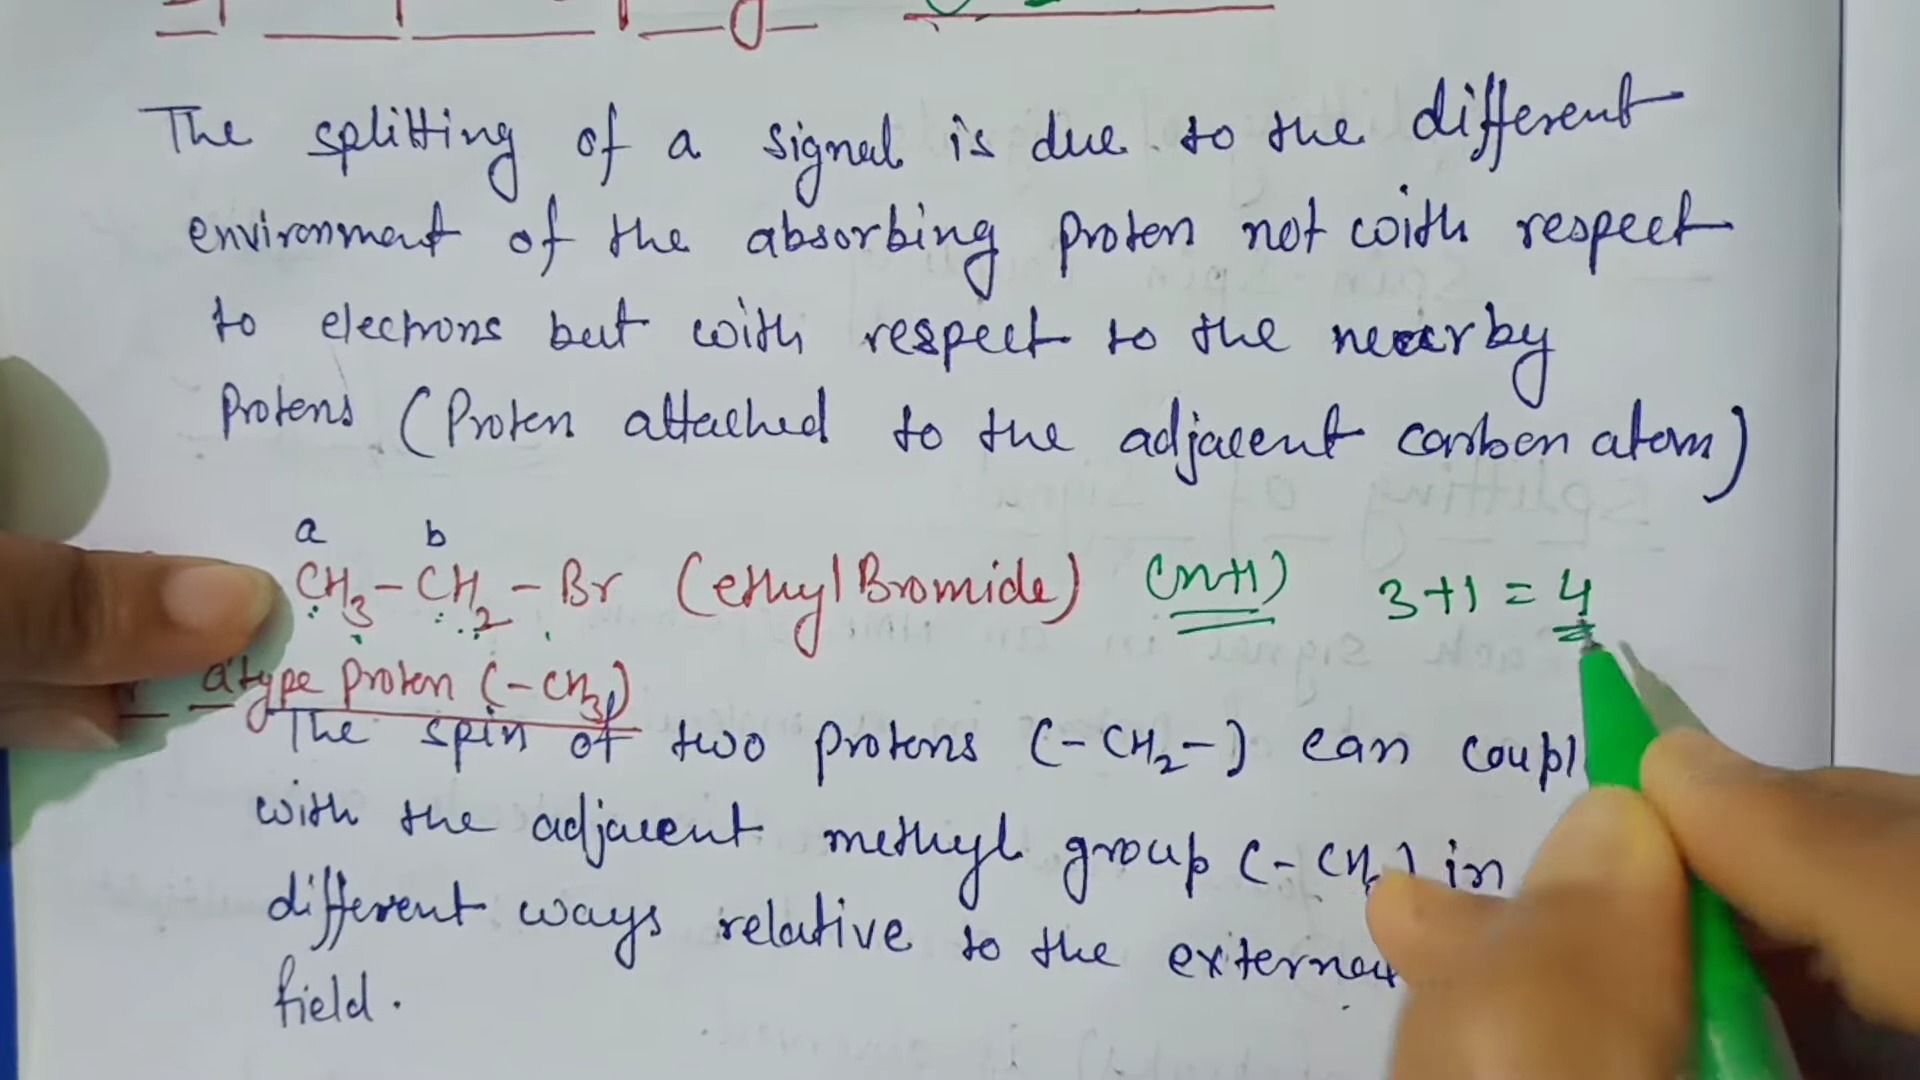 The splitting of a signal is due to the different
environment of the absorbing proton not with respect
to electrons but with respect to the nearby
Protons (Proton attached to the adjacent carbon atom)
a b
CH3 - CH2 - Br (ethyl Bromide) (n+1) 3+1 = 4
a type proton (-CH3)
The spin of two protons (-CH2-) can coupl
with the adjacent methyl group (-CH3) in
different ways relative to the external
field.